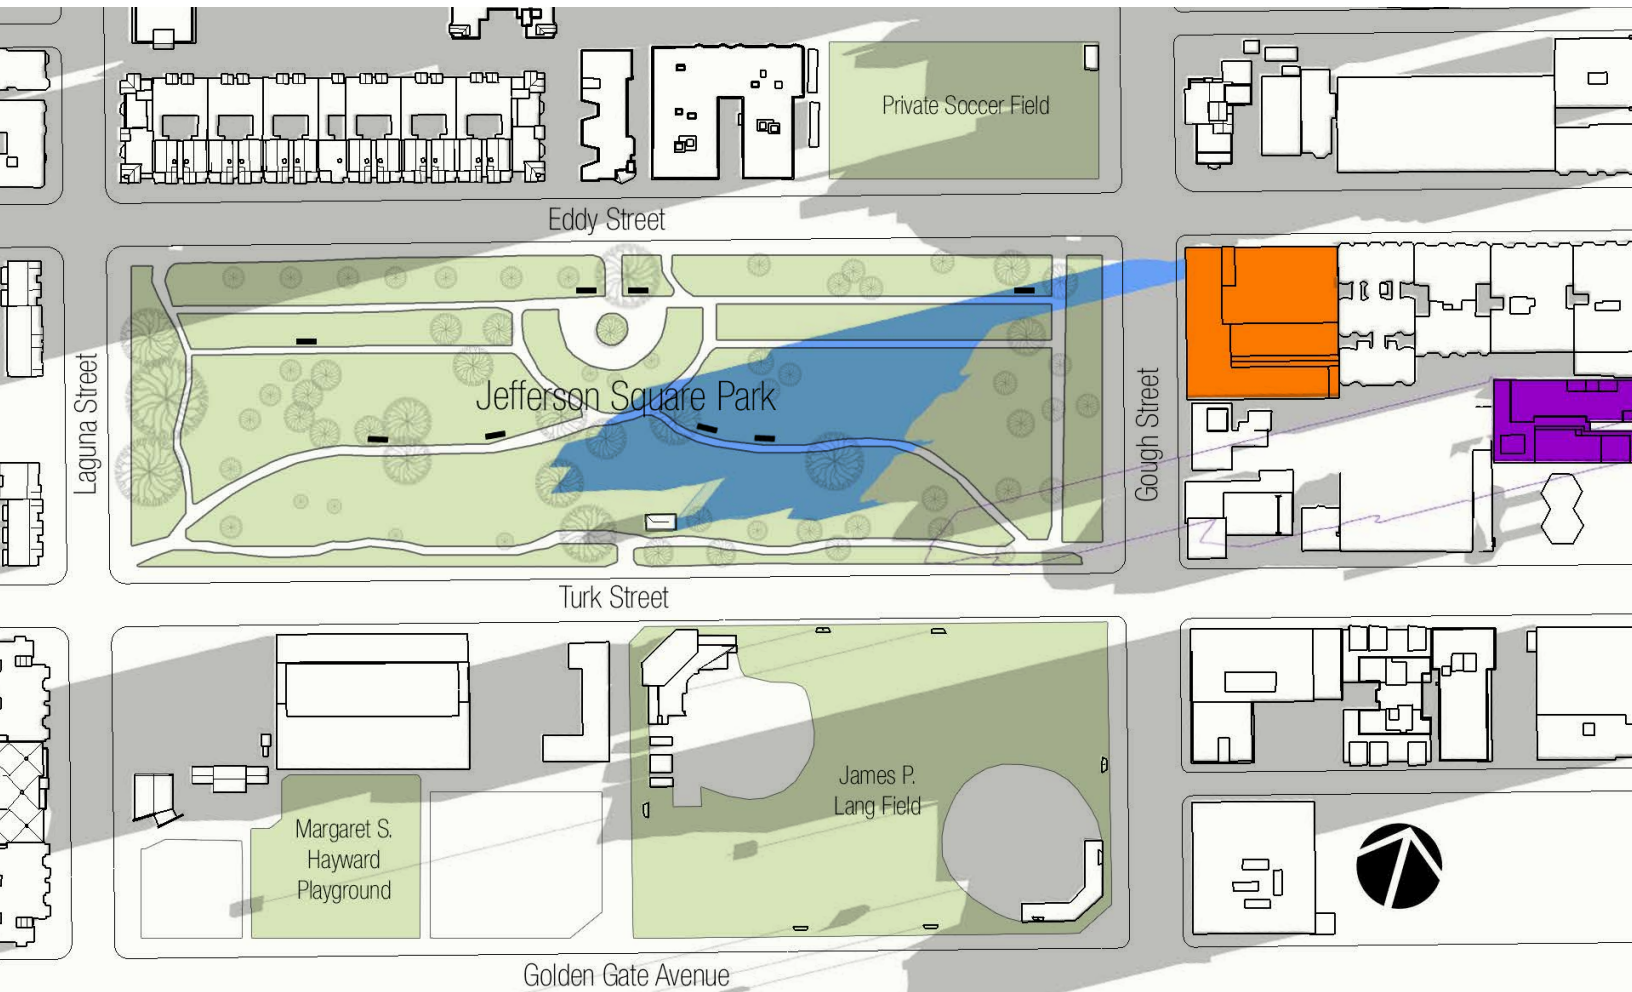 Private Soccer Field
Eddy Street
Laguna Street
Jefferson Square Park
Gough Street
Turk Street
James P.
Lang Field
Margaret S.
Hayward
Playground
Golden Gate Avenue